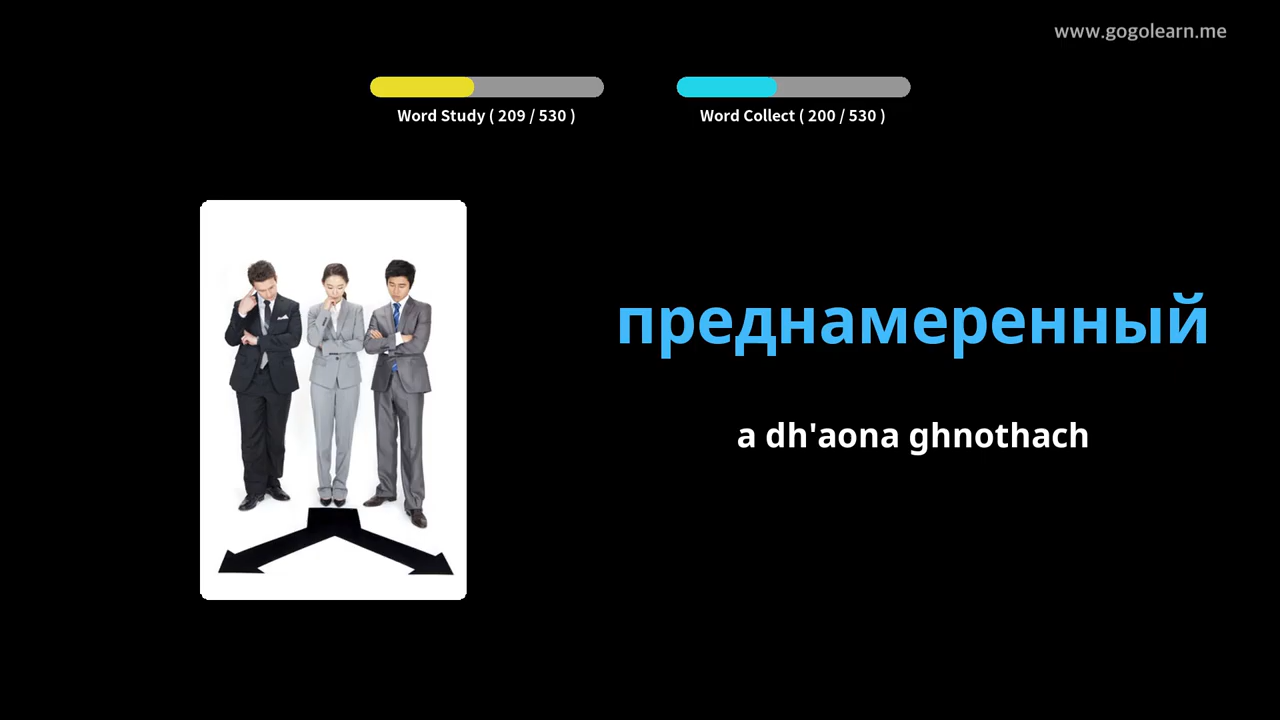 www.gogolearn.me
Word Study ( 209 / 530 )
Word Collect ( 200 / 530 )
преднамеренный
a dh'aona ghnothach